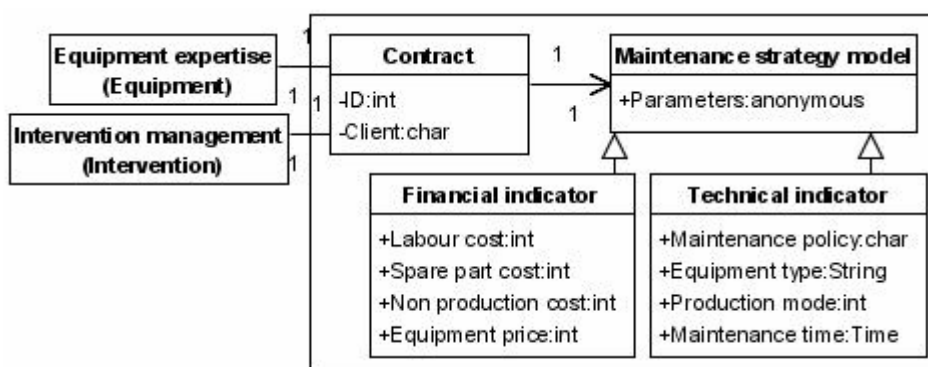 Equipment expertise
(Equipment)
1
1
Intervention management
(Intervention)
1
1
Contract
-ID:int
-Client:char
1
1
Maintenance strategy model
+Parameters:anonymous
Financial indicator
+Labour cost:int
+Spare part cost:int
+Non production cost:int
+Equipment price:int
Technical indicator
+Maintenance policy:char
+Equipment type:String
+Production mode:int
+Maintenance time:Time